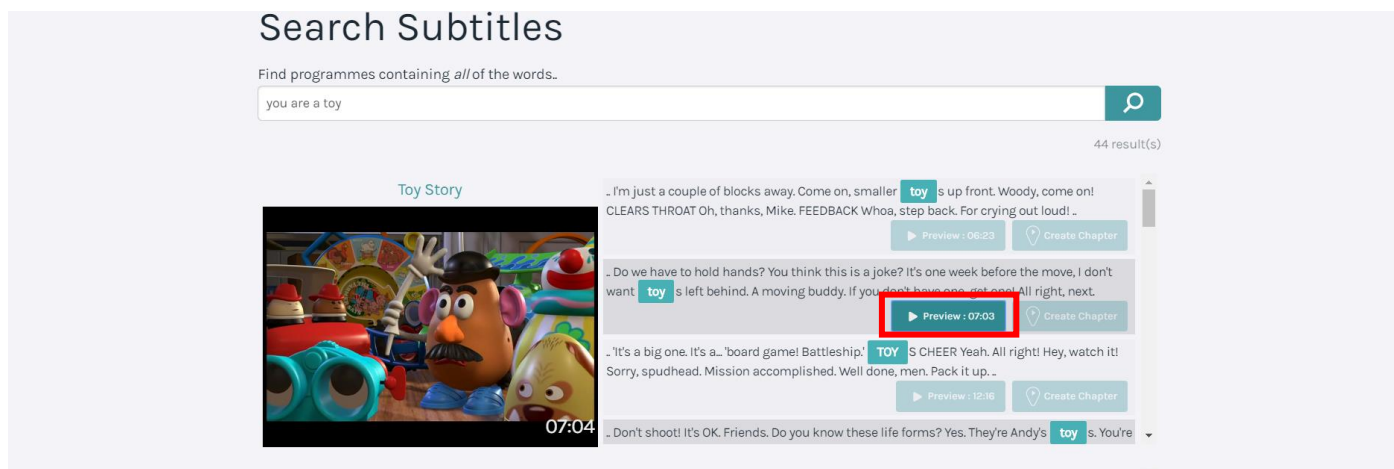 Search Subtitles
Find programmes containing all of the words..
you are a toy
44 result(s)
Toy Story
07:04
.. I'm just a couple of blocks away. Come on, smaller toy s up front. Woody, come on!
CLEARS THROAT Oh, thanks, Mike. FEEDBACK Whoa, step back. For crying out loud! ..
Preview : 06:23 Create Chapter
.. Do we have to hold hands? You think this is a joke? It's one week before the move, I don't
want toy s left behind. A moving buddy. If you don't have one, get one! All right, next.
Preview : 07:03 Create Chapter
.. 'It's a big one. It's a... 'board game! Battleship.' TOY S CHEER Yeah. All right! Hey, watch it!
Sorry, spudhead. Mission accomplished. Well done, men. Pack it up. ..
Preview : 12:16 Create Chapter
.. Don't shoot! It's OK. Friends. Do you know these life forms? Yes. They're Andy's toy s. You're